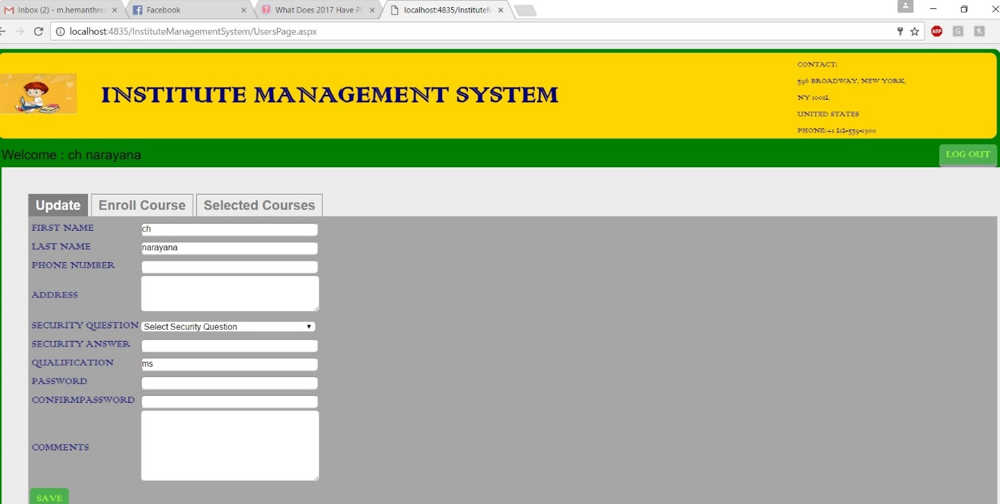 Inbox (2) - m.hemanthre
Facebook
What Does 2017 Have Pl
localhost:4835/InstituteM
localhost:4835/InstituteManagementSystem/UsersPage.aspx
ABP
G
INSTITUTE MANAGEMENT SYSTEM
CONTACT:
596 BROADWAY, NEW YORK,
NY 10012,
UNITED STATES
PHONE:+1 212-539-1700
Welcome : ch narayana
LOG OUT
Update
Enroll Course
Selected Courses
FIRST NAME ch
LAST NAME narayana
PHONE NUMBER
ADDRESS
SECURITY QUESTION Select Security Question
SECURITY ANSWER
QUALIFICATION ms
PASSWORD
CONFIRMPASSWORD
COMMENTS
SAVE